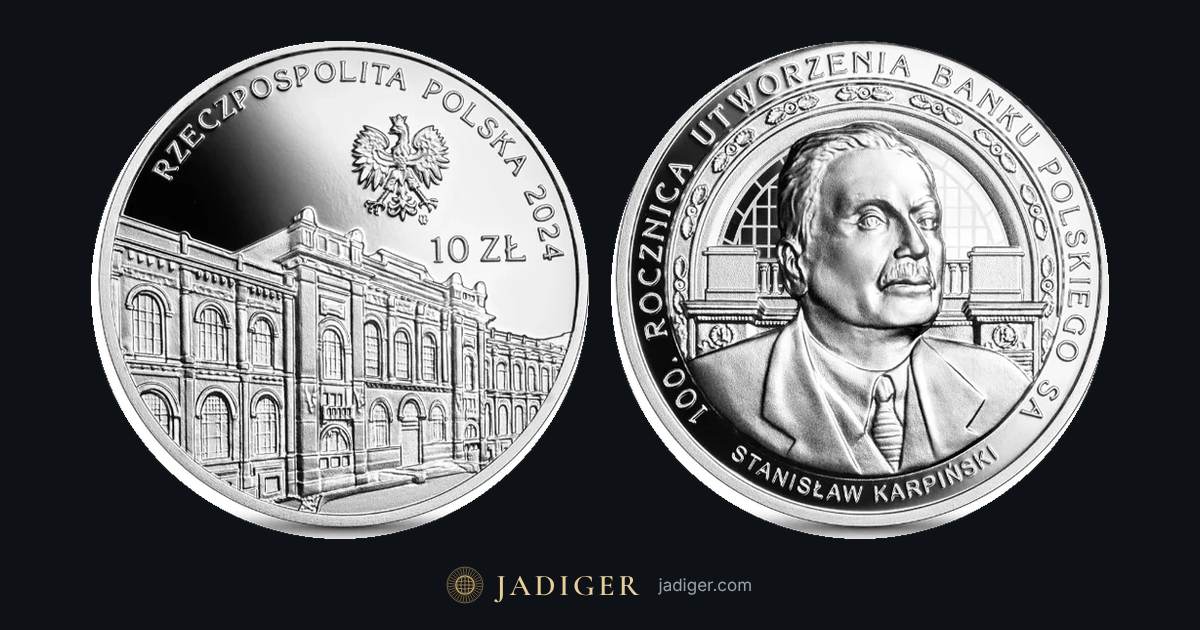 RZECZPOSPOLITA POLSKA 2024
10 ZŁ
100. ROCZNICA UTWORZENIA BANKU POLSKIEGO SA
STANISŁAW KARPIŃSKI
JADIGER
jadiger.com